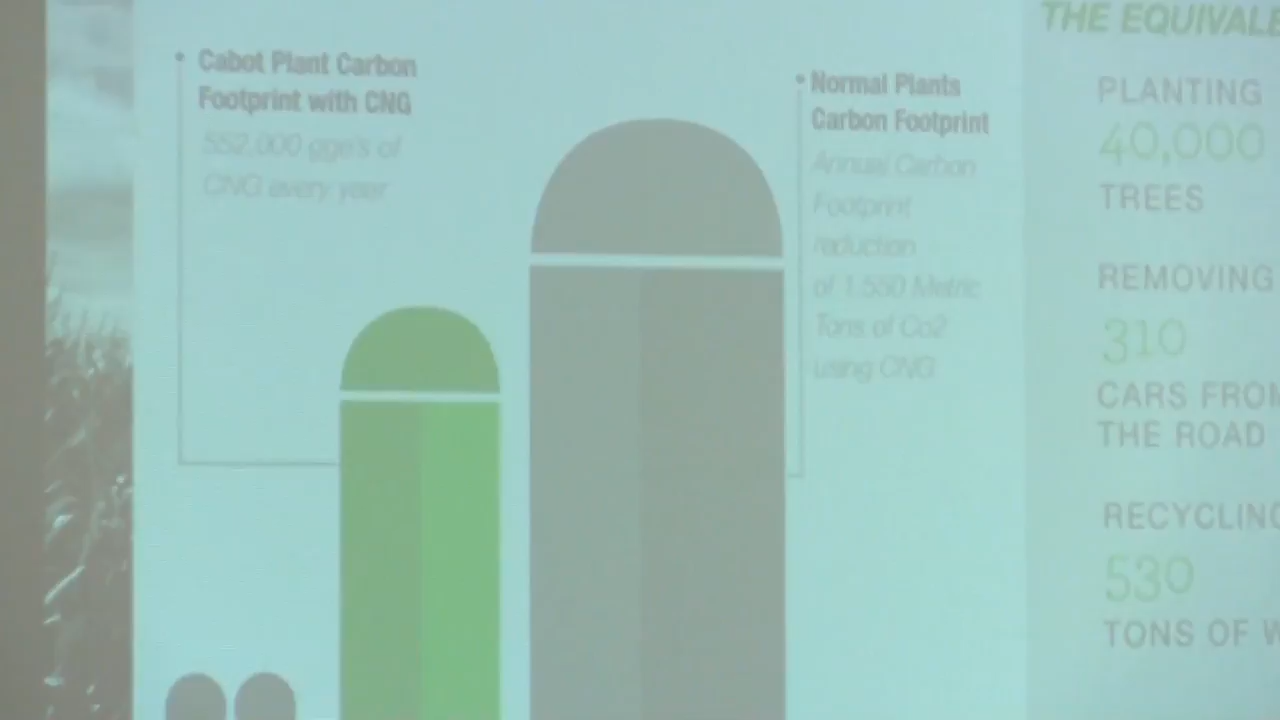 Cabot Plant Carbon
Footprint with CNG
552,000 gge's of
CNG every year
Normal Plants
Carbon Footprint
Annual Carbon
Footprint
reduction
of 1.550 Metric
Tons of Co2
using CNG
THE EQUIVALE
PLANTING
40,000
TREES
REMOVING
310
CARS FROM
THE ROAD
RECYCLING
530
TONS OF W